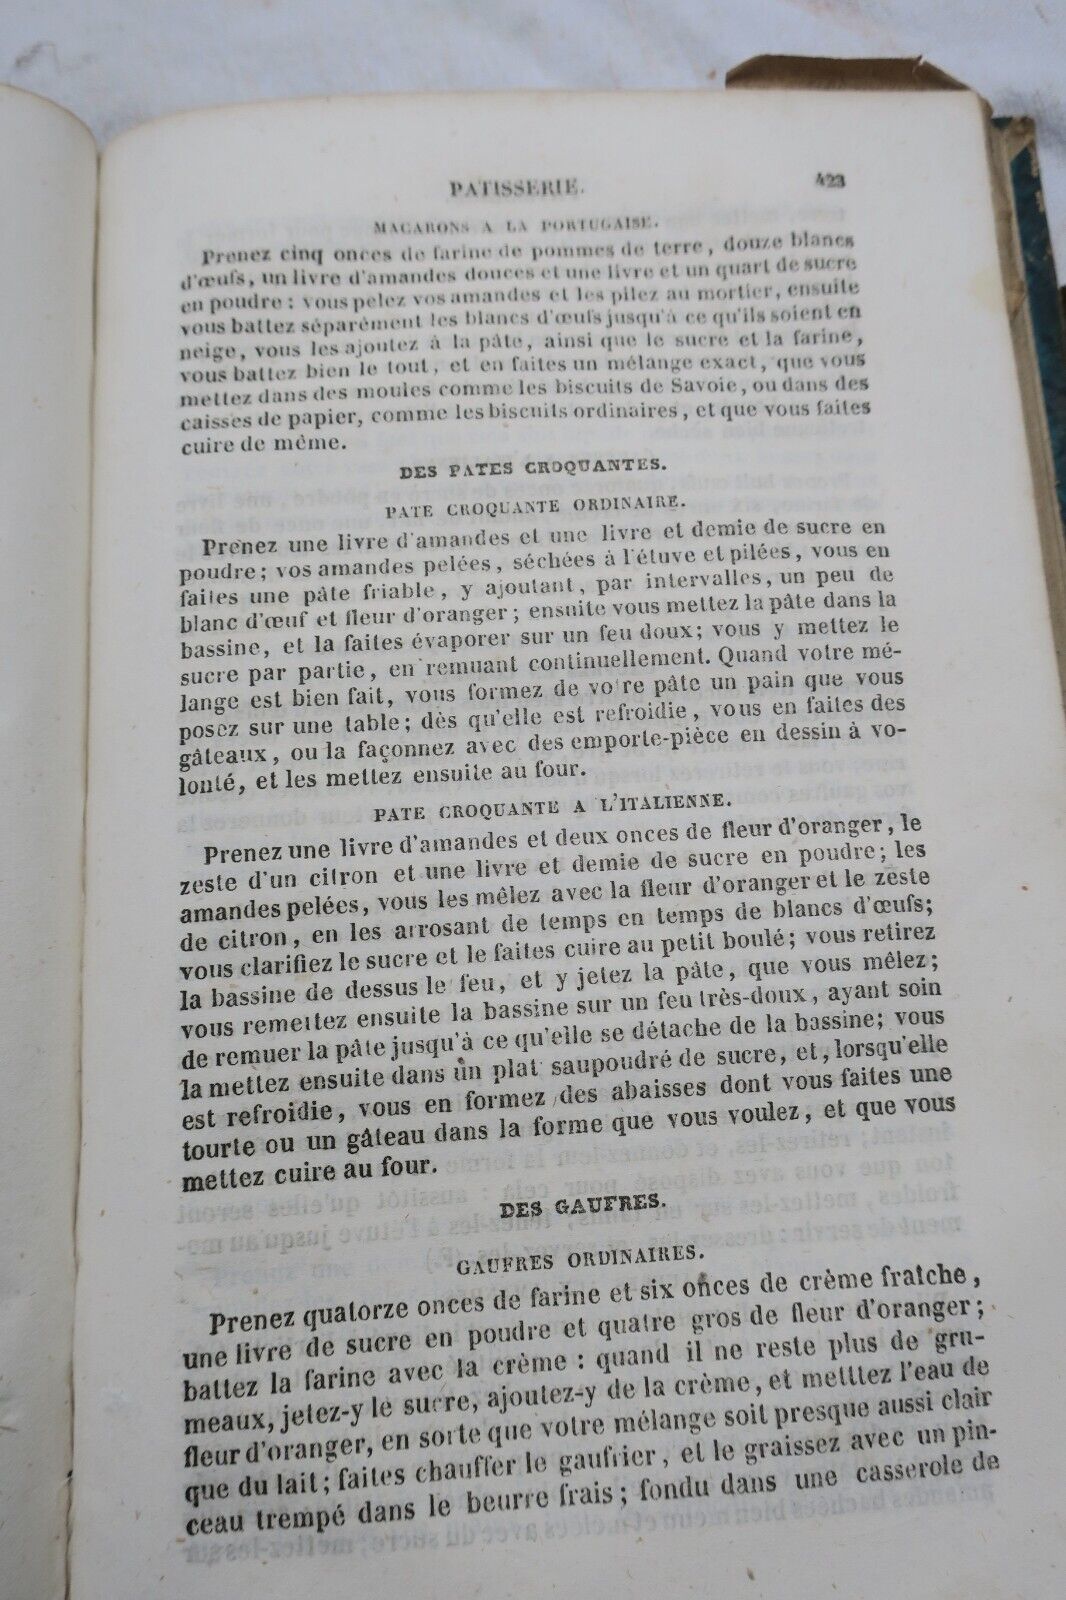 PATISSERIE.
423
MACARONS A LA PORTUGAISE.
Prenez cinq onces de farine de pommes de terre, douze blancs
d'œufs, un livre d'amandes douces et une livre et un quart de sucre
en poudre : vous pelez vos amandes et les pilez au mortier, ensuite
vous battez séparément les blancs d'œufs jusqu'à ce qu'ils soient en
neige, vous les ajoutez à la pâte, ainsi que le sucre et la farine,
vous battez bien le tout, et en faites un mélange exact, que vous
mettez dans des moules comme les biscuits de Savoie, ou dans des
caisses de papier, comme les biscuits ordinaires, et que vous faites
cuire de même.
DES PATES CROQUANTES.
PATE CROQUANTE ORDINAIRE.
Prenez une livre d'amandes et une livre et demie de sucre en
poudre; vos amandes pelées, séchées à l'étuve et pilées, vous en
faites une pâte friable, y ajoutant, par intervalles, un peu de
blanc d'œuf et fleur d'oranger; ensuite vous mettez la pâte dans la
bassine, et la faites évaporer sur un feu doux; vous y mettez le
sucre par partie, en remuant continuellement. Quand votre mé-
lange est bien fait, vous formez de votre pâte un pain que vous
posez sur une table; dès qu'elle est refroidie, vous en faites des
gâteaux, ou la façonnez avec des emporte-pièce en dessin à vo-
lonté, et les mettez ensuite au four.
PATE CROQUANTE A L'ITALIENNE.
Prenez une livre d'amandes et deux onces de fleur d'oranger, le
zeste d'un citron et une livre et demie de sucre en poudre; les
amandes pelées, vous les mêlez avec la fleur d'oranger et le zeste
de citron, en les arrosant de temps en temps de blancs d'œufs;
vous clarifiez le sucre et le faites cuire au petit boulé; vous retirez
la bassine de dessus le feu, et y jetez la pâte, que vous mêlez;
vous remettez ensuite la bassine sur un feu très-doux, ayant soin
de remuer la pâte jusqu'à ce qu'elle se détache de la bassine; vous
la mettez ensuite dans un plat saupoudré de sucre, et, lorsqu'elle
est refroidie, vous en formez des abaisses dont vous faites une
tourte ou un gâteau dans la forme que vous voulez, et que vous
mettez cuire au four.
DES GAUFRES.
GAUFRES ORDINAIRES.
Prenez quatorze onces de farine et six onces de crème fraîche,
une livre de sucre en poudre et quatre gros de fleur d'oranger;
battez la farine avec la crème : quand il ne reste plus de gru-
meaux, jetez-y le sucre, ajoutez-y de la crème, et metttez l'eau de
fleur d'oranger, en sorte que votre mélange soit presque aussi clair
que du lait; faites chauffer le gaufrier, et le graissez avec un pin-
ceau trempé dans le beurre frais; fondu dans une casserole de